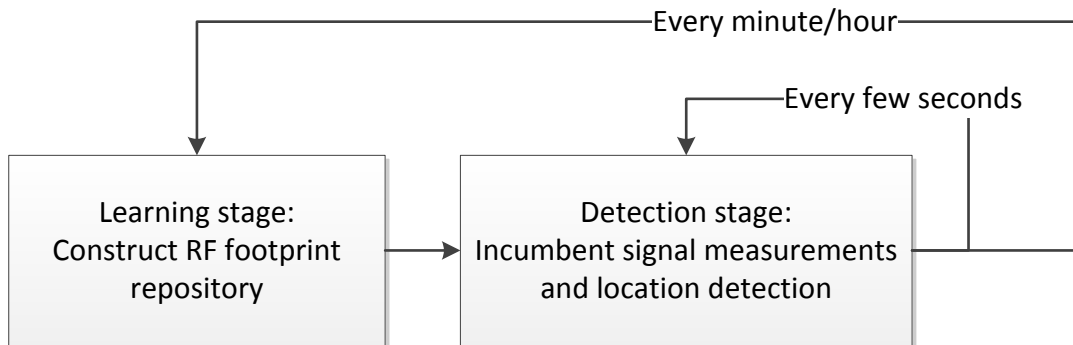 Every minute/hour
Every few seconds
Learning stage:
Construct RF footprint
repository
Detection stage:
Incumbent signal measurements
and location detection